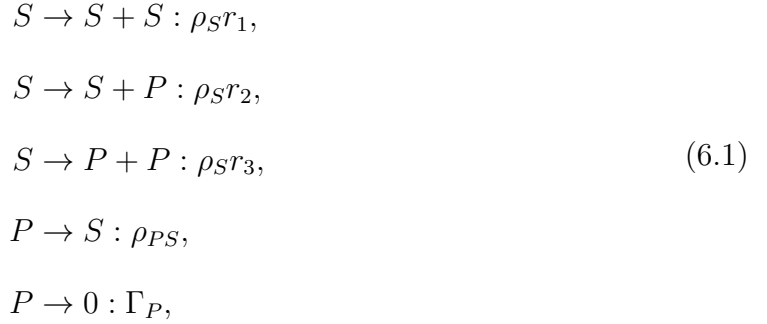 S → S + S : ρ_S r_1,
S → S + P : ρ_S r_2,
S → P + P : ρ_S r_3,
(6.1)
P → S : ρ_{PS},
P → 0 : Γ_P,